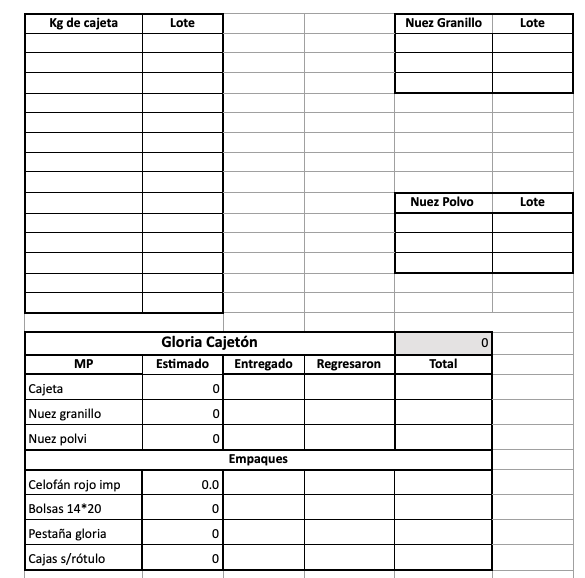 Kg de cajeta Lote Nuez Granillo Lote
Nuez Polvo Lote
Gloria Cajetón 0
MP Estimado Entregado Regresaron Total
Cajeta 0
Nuez granillo 0
Nuez polvi 0
Empaques
Celofán rojo imp 0.0
Bolsas 14*20 0
Pestaña gloria 0
Cajas s/rótulo 0